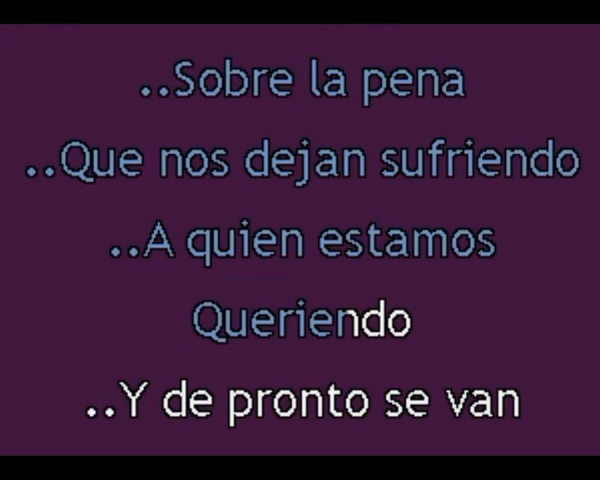 ..Sobre la pena
..Que nos dejan sufriendo
..A quien estamos
Queriendo
..Y de pronto se van